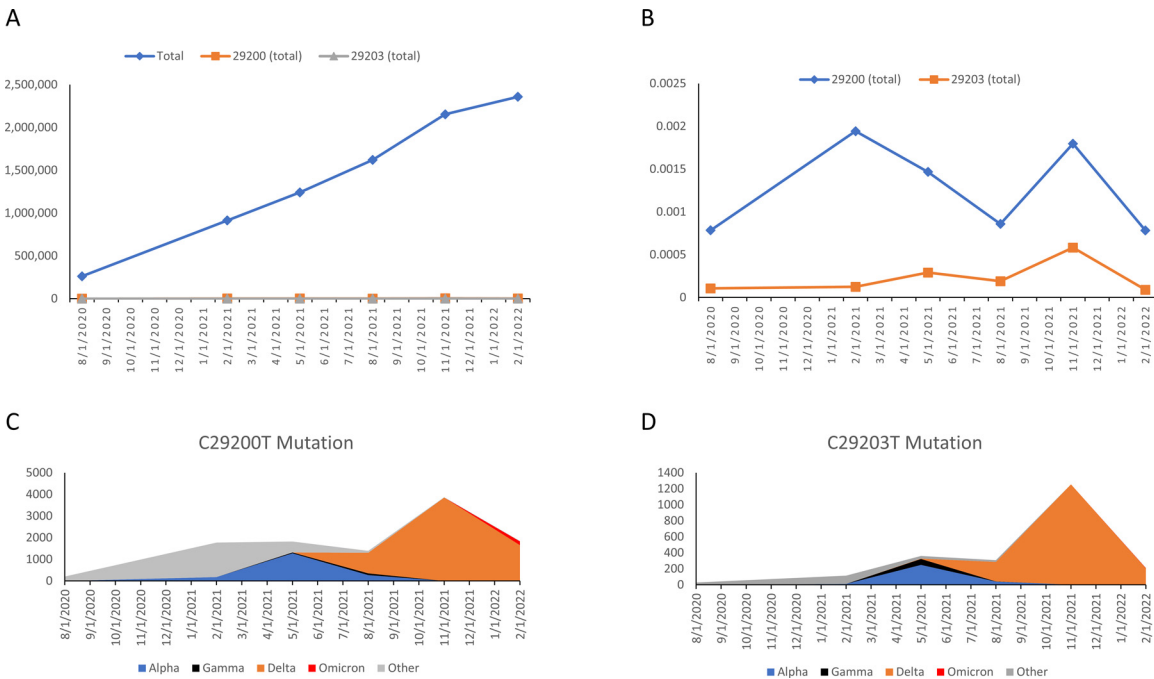 A
Total 29200 (total) 29203 (total)
2,500,000
2,000,000
1,500,000
1,000,000
500,000
0
8/1/2020 9/1/2020 10/1/2020 11/1/2020 12/1/2020 1/1/2021 2/1/2021 3/1/2021 4/1/2021 5/1/2021 6/1/2021 7/1/2021 8/1/2021 9/1/2021 10/1/2021 11/1/2021 12/1/2021 1/1/2022 2/1/2022
B
29200 (total) 29203 (total)
0.0025
0.002
0.0015
0.001
0.0005
0
8/1/2020 9/1/2020 10/1/2020 11/1/2020 12/1/2020 1/1/2021 2/1/2021 3/1/2021 4/1/2021 5/1/2021 6/1/2021 7/1/2021 8/1/2021 9/1/2021 10/1/2021 11/1/2021 12/1/2021 1/1/2022 2/1/2022
C
C29200T Mutation
5000
4000
3000
2000
1000
0
8/1/2020 9/1/2020 10/1/2020 11/1/2020 12/1/2020 1/1/2021 2/1/2021 3/1/2021 4/1/2021 5/1/2021 6/1/2021 7/1/2021 8/1/2021 9/1/2021 10/1/2021 11/1/2021 12/1/2021 1/1/2022 2/1/2022
Alpha Gamma Delta Omicron Other
D
C29203T Mutation
1400
1200
1000
800
600
400
200
0
8/1/2020 9/1/2020 10/1/2020 11/1/2020 12/1/2020 1/1/2021 2/1/2021 3/1/2021 4/1/2021 5/1/2021 6/1/2021 7/1/2021 8/1/2021 9/1/2021 10/1/2021 11/1/2021 12/1/2021 1/1/2022 2/1/2022
Alpha Gamma Delta Omicron Other